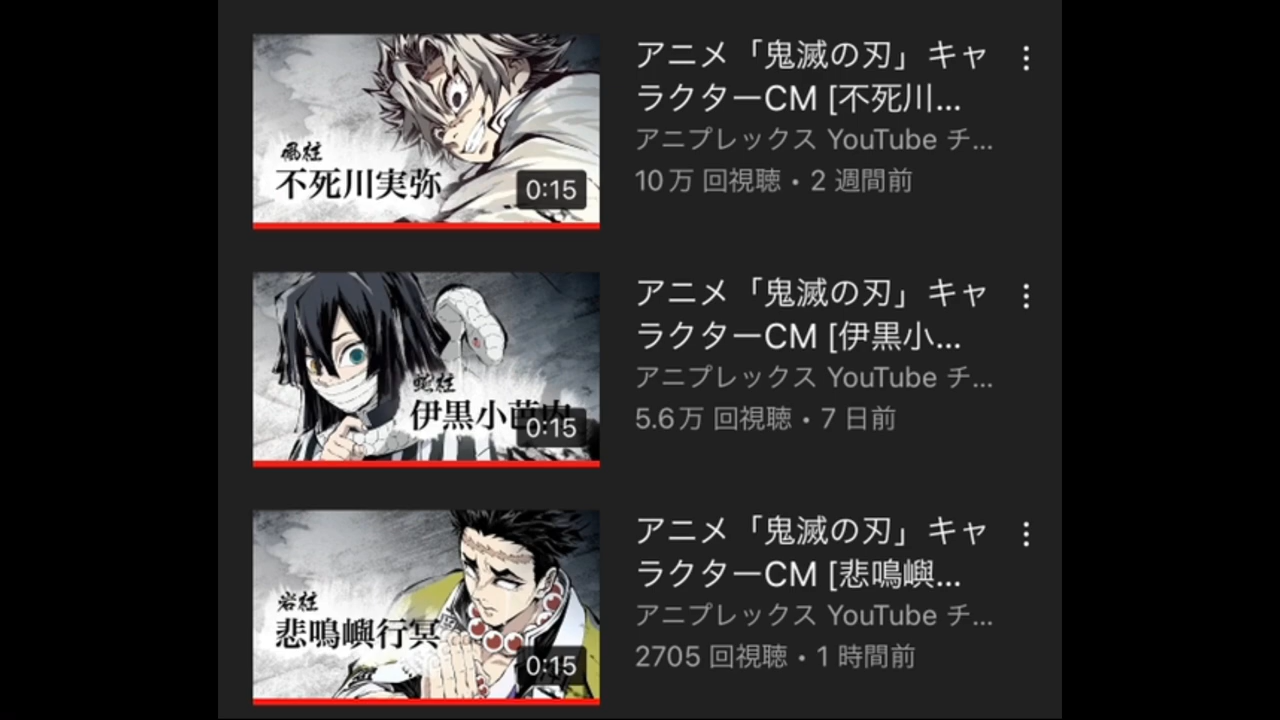 風柱
不死川実弥
0:15
アニメ「鬼滅の刃」キャ
ラクターCM [不死川...
アニプレックス YouTube チ...
10万 回視聴・2 週間前
蛇柱
伊黒小芭内
0:15
アニメ「鬼滅の刃」キャ
ラクターCM [伊黒小...
アニプレックス YouTube チ...
5.6万 回視聴・7 日前
岩柱
悲鳴嶼行冥
0:15
アニメ「鬼滅の刃」キャ
ラクターCM [悲鳴嶼...
アニプレックス YouTube チ...
2705 回視聴・1 時間前